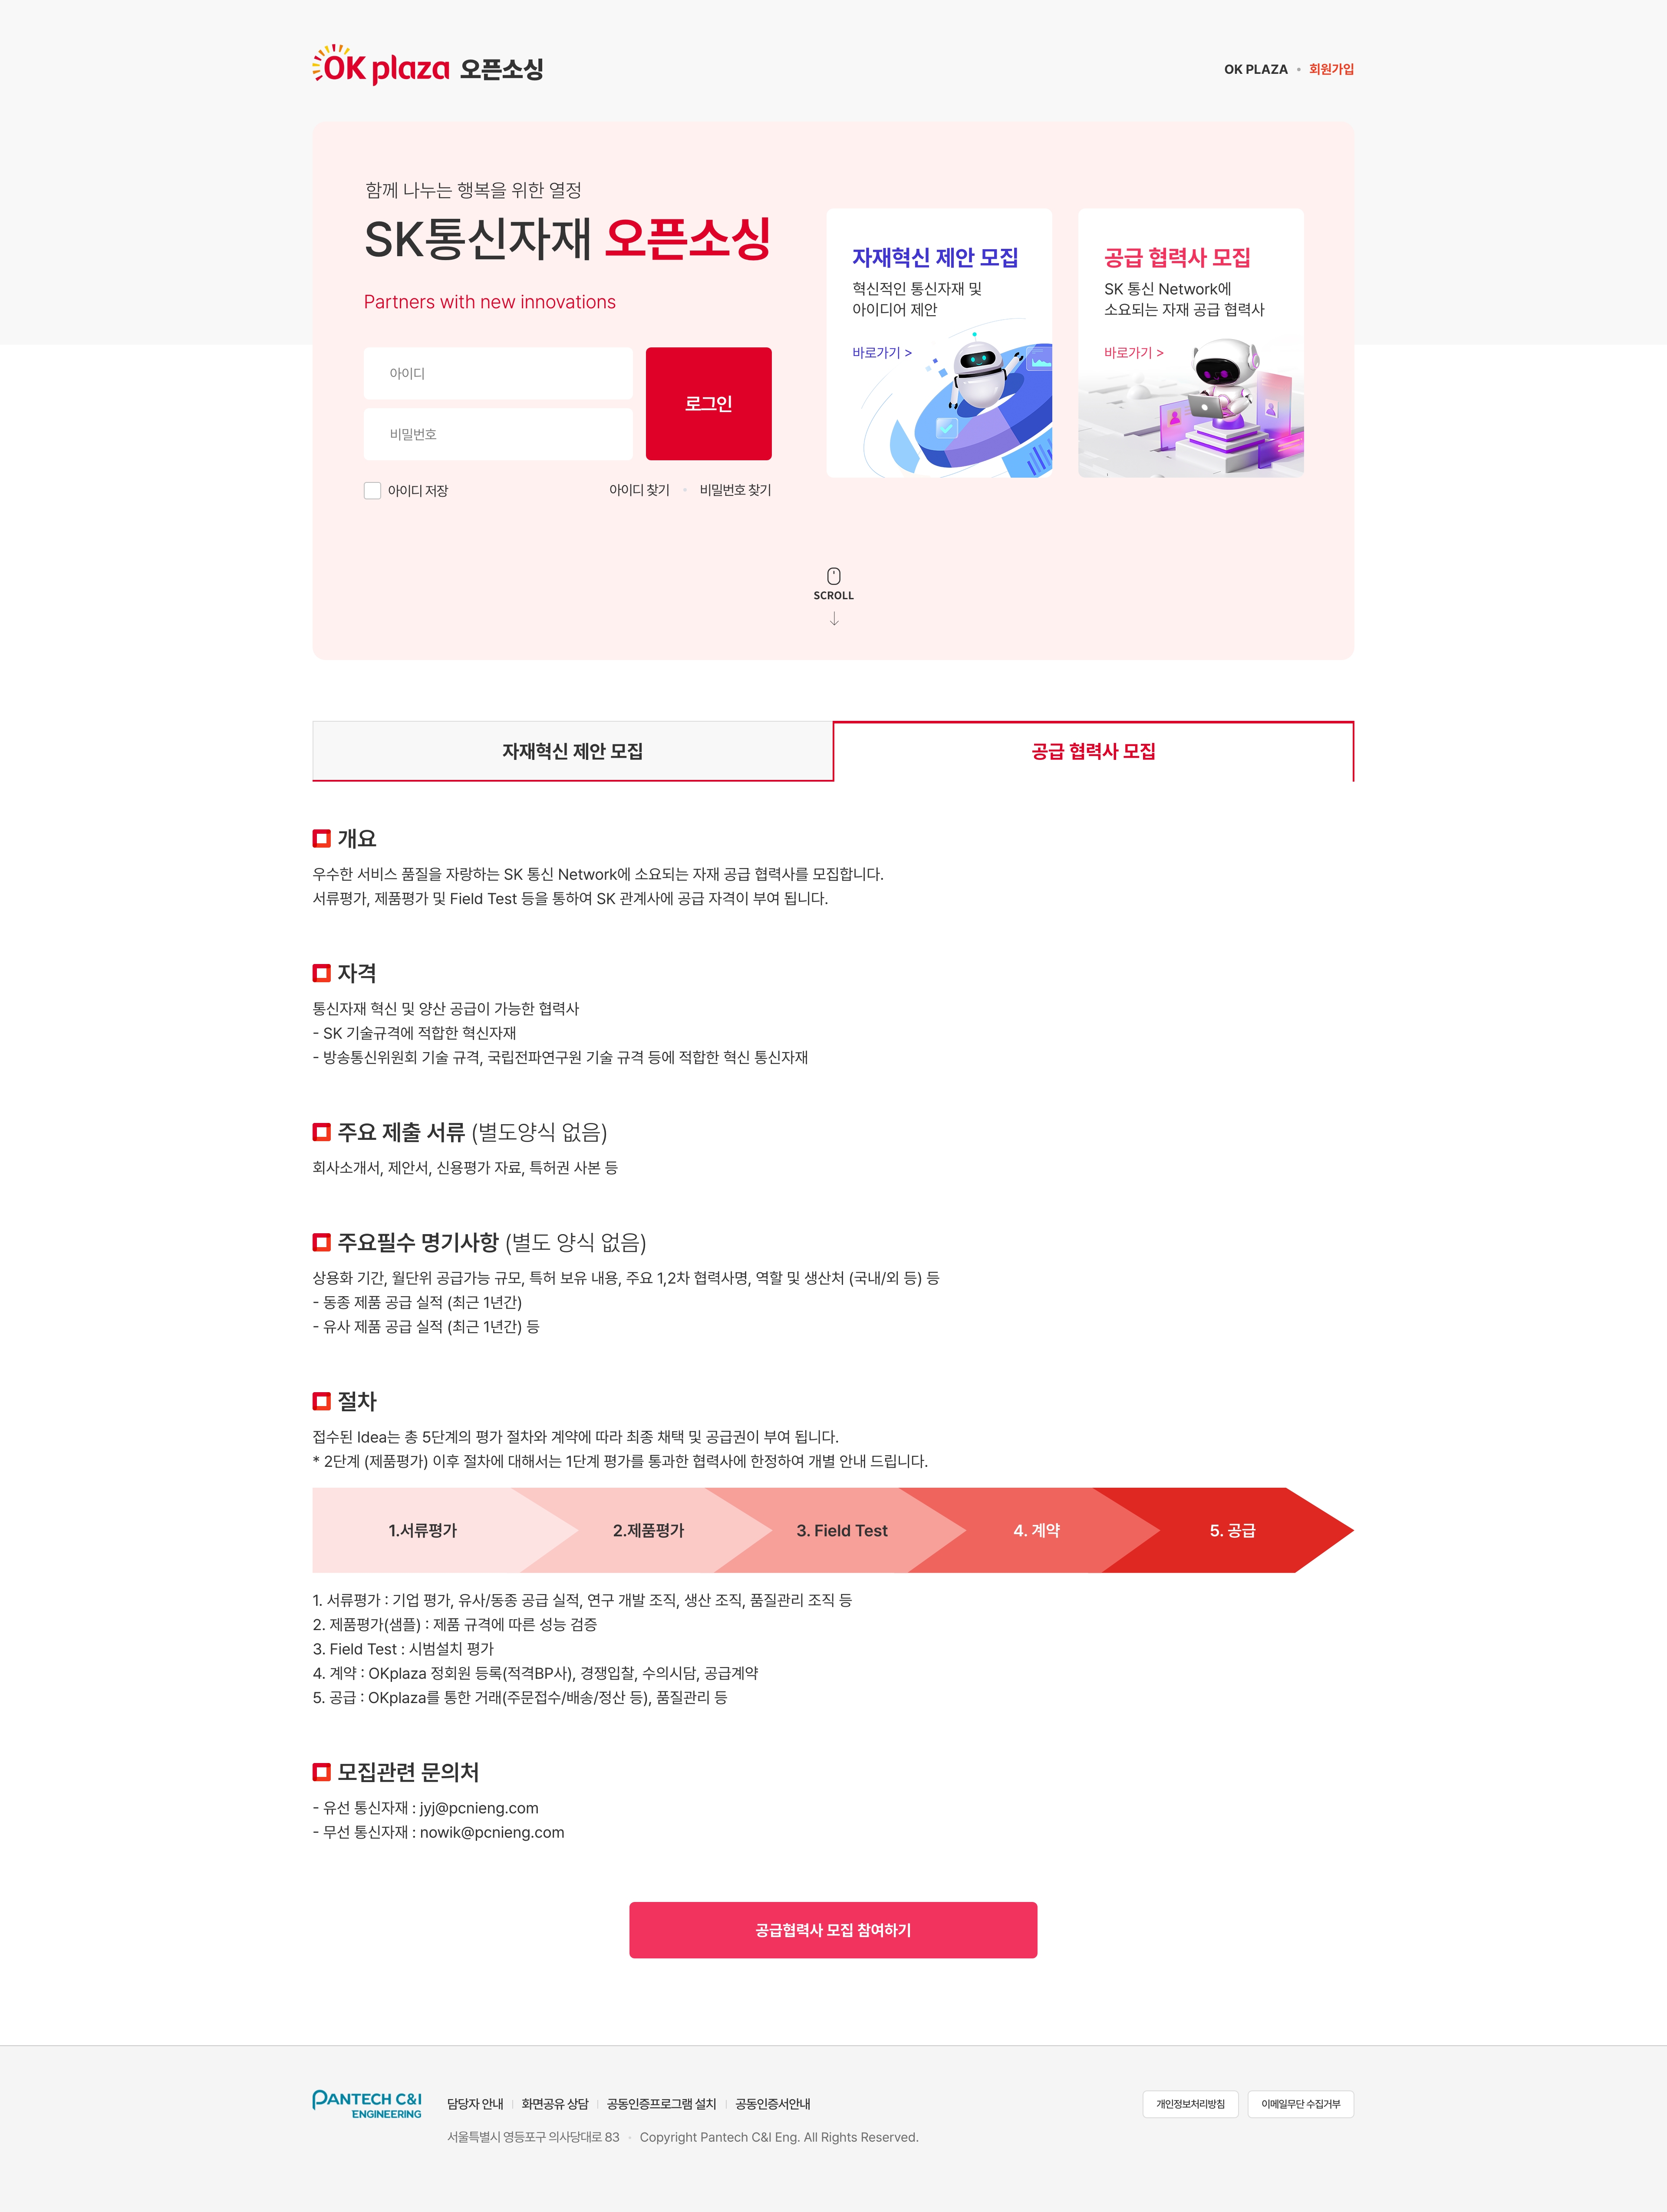 OK plaza 오픈소싱
OK PLAZA • 회원가입
함께 나누는 행복을 위한 열정
SK통신자재 오픈소싱
Partners with new innovations
아이디
비밀번호
로그인
아이디 저장
아이디 찾기 • 비밀번호 찾기
자재혁신 제안 모집
혁신적인 통신자재 및
아이디어 제안
바로가기 >
공급 협력사 모집
SK 통신 Network에
소요되는 자재 공급 협력사
바로가기 >
SCROLL
자재혁신 제안 모집
공급 협력사 모집
개요
우수한 서비스 품질을 자랑하는 SK 통신 Network에 소요되는 자재 공급 협력사를 모집합니다.
서류평가, 제품평가 및 Field Test 등을 통하여 SK 관계사에 공급 자격이 부여 됩니다.
자격
통신자재 혁신 및 양산 공급이 가능한 협력사
- SK 기술규격에 적합한 혁신자재
- 방송통신위원회 기술 규격, 국립전파연구원 기술 규격 등에 적합한 혁신 통신자재
주요 제출 서류 (별도양식 없음)
회사소개서, 제안서, 신용평가 자료, 특허권 사본 등
주요필수 명기사항 (별도 양식 없음)
상용화 기간, 월단위 공급가능 규모, 특허 보유 내용, 주요 1,2차 협력사명, 역할 및 생산처 (국내/외 등) 등
- 동종 제품 공급 실적 (최근 1년간)
- 유사 제품 공급 실적 (최근 1년간) 등
절차
접수된 Idea는 총 5단계의 평가 절차와 계약에 따라 최종 채택 및 공급권이 부여 됩니다.
* 2단계 (제품평가) 이후 절차에 대해서는 1단계 평가를 통과한 협력사에 한정하여 개별 안내 드립니다.
1.서류평가
2.제품평가
3. Field Test
4. 계약
5. 공급
1. 서류평가 : 기업 평가, 유사/동종 공급 실적, 연구 개발 조직, 생산 조직, 품질관리 조직 등
2. 제품평가(샘플) : 제품 규격에 따른 성능 검증
3. Field Test : 시범설치 평가
4. 계약 : OKplaza 정회원 등록(적격BP사), 경쟁입찰, 수의시담, 공급계약
5. 공급 : OKplaza를 통한 거래(주문접수/배송/정산 등), 품질관리 등
모집관련 문의처
- 유선 통신자재 : jyj@pcnieng.com
- 무선 통신자재 : nowik@pcnieng.com
공급협력사 모집 참여하기
PANTECH C&I
ENGINEERING
담당자 안내 | 화면공유 상담 | 공동인증프로그램 설치 | 공동인증서안내
개인정보처리방침
이메일무단 수집거부
서울특별시 영등포구 의사당대로 83 • Copyright Pantech C&I Eng. All Rights Reserved.